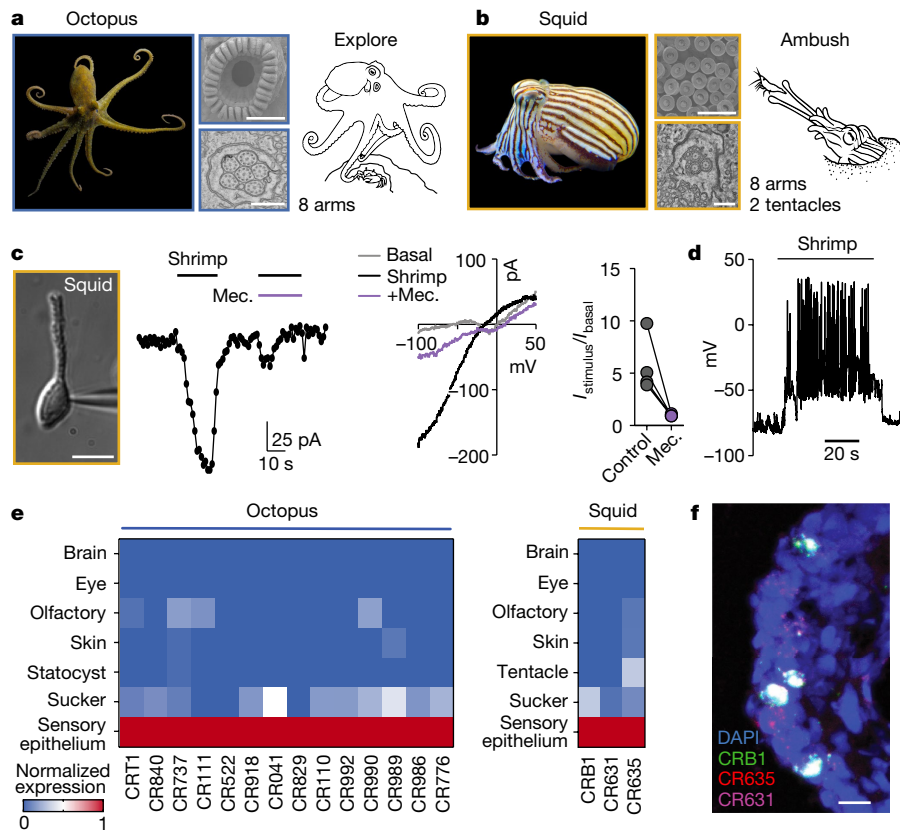 a
Octopus
Explore
8 arms
b
Squid
Ambush
8 arms
2 tentacles
c
Squid
Shrimp
Mec.
25 pA
10 s
Basal
Shrimp
+Mec.
100
pA
−100
50
mV
−100
−200
15
10
5
0
Istimulus/Ibasal
Control
Mec.
d
Shrimp
50
0
−50
−100
mV
20 s
e
Octopus
Brain
Eye
Olfactory
Skin
Statocyst
Sucker
Sensory
epithelium
CRT1
CR840
CR737
CR111
CR522
CR918
CR041
CR829
CR110
CR992
CR990
CR989
CR986
CR776
Normalized
expression
0
1
Squid
Brain
Eye
Olfactory
Skin
Tentacle
Sucker
Sensory
epithelium
CRB1
CR631
CR635
f
DAPI
CRB1
CR635
CR631